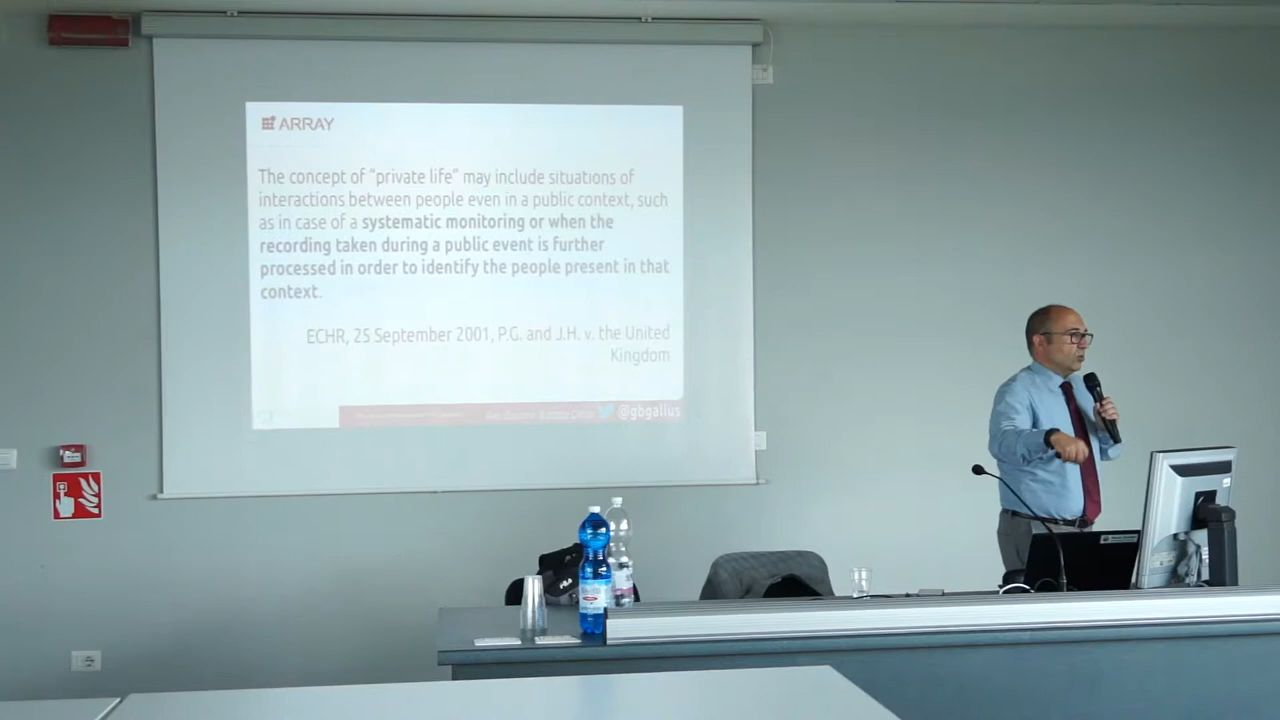 ARRAY
The concept of "private life" may include situations of
interactions between people even in a public context, such
as in case of a systematic monitoring or when the
recording taken during a public event is further
processed in order to identify the people present in that
context.
ECHR, 25 September 2001, P.G. and J.H. v. the United
Kingdom
@gbgallus
FILA